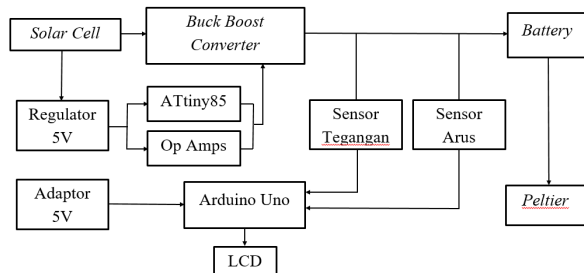 Solar Cell
Buck Boost
Converter
Battery
Regulator
5V
ATtiny85
Op Amps
Sensor
Tegangan
Sensor
Arus
Adaptor
5V
Arduino Uno
Peltier
LCD